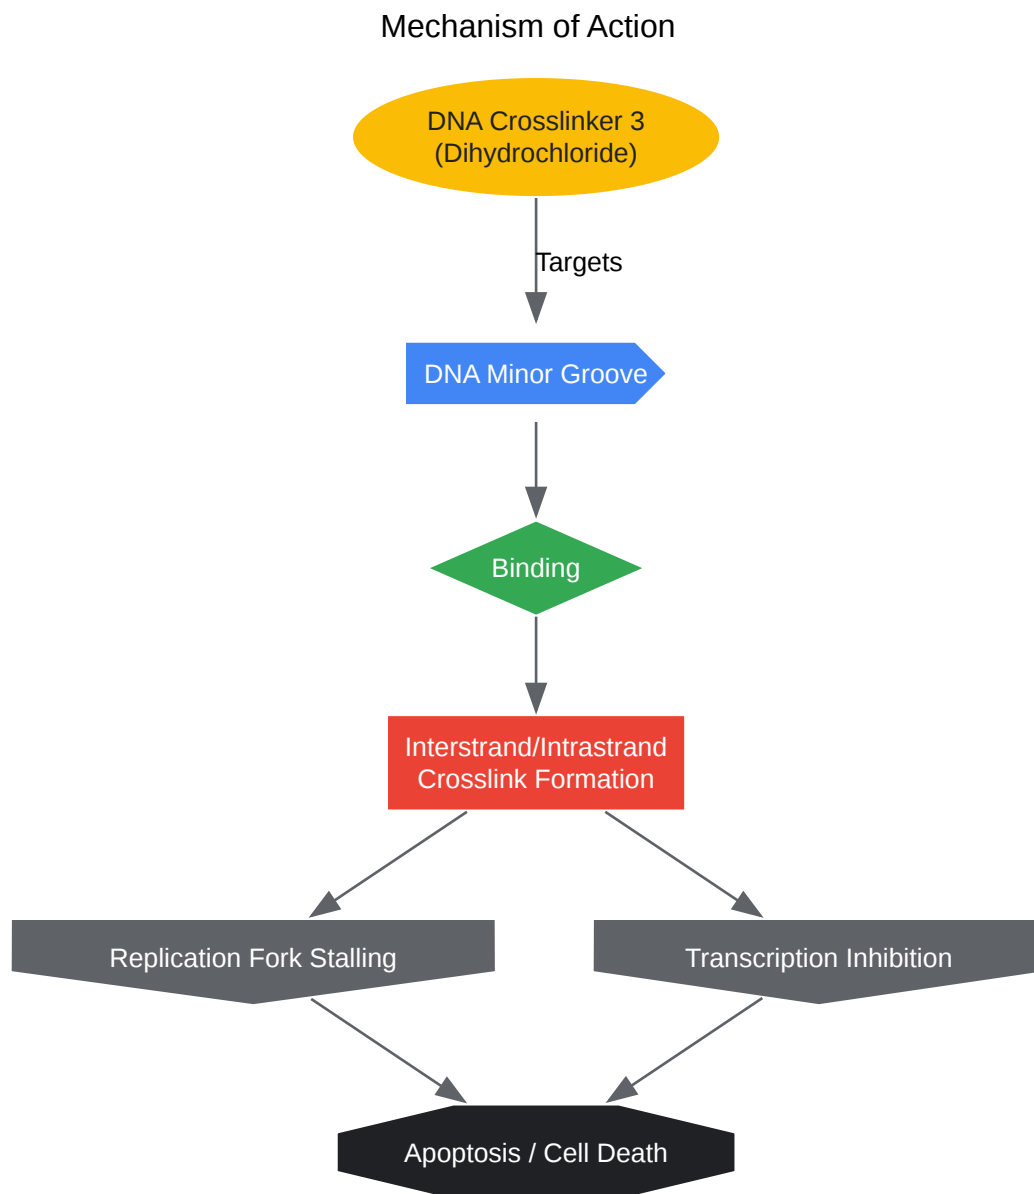 Mechanism of Action
DNA Crosslinker 3
(Dihydrochloride)
Targets
DNA Minor Groove
Binding
Interstrand/Intrastrand
Crosslink Formation
Replication Fork Stalling
Transcription Inhibition
Apoptosis / Cell Death